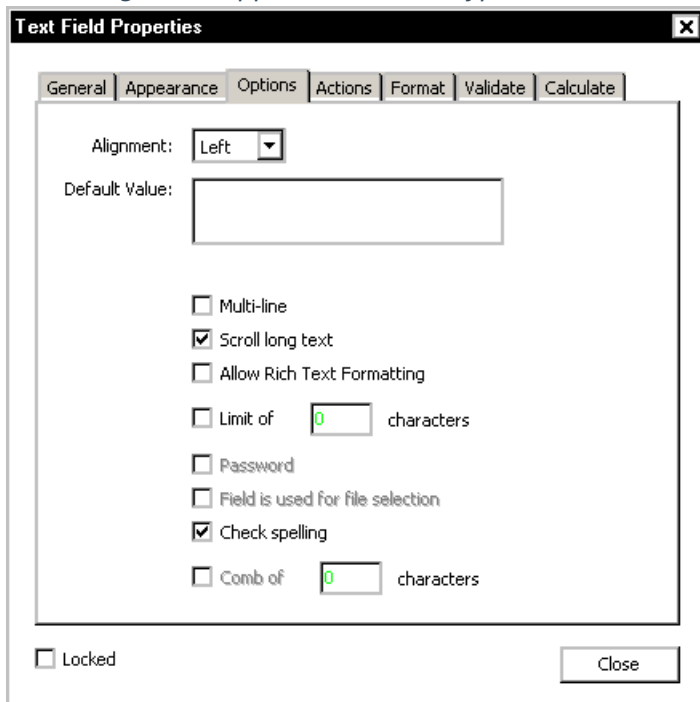 Text Field Properties
General Appearance Options Actions Format Validate Calculate
Alignment: Left
Default Value:
Multi-line
Scroll long text
Allow Rich Text Formatting
Limit of 0 characters
Password
Field is used for file selection
Check spelling
Comb of 0 characters
Locked Close